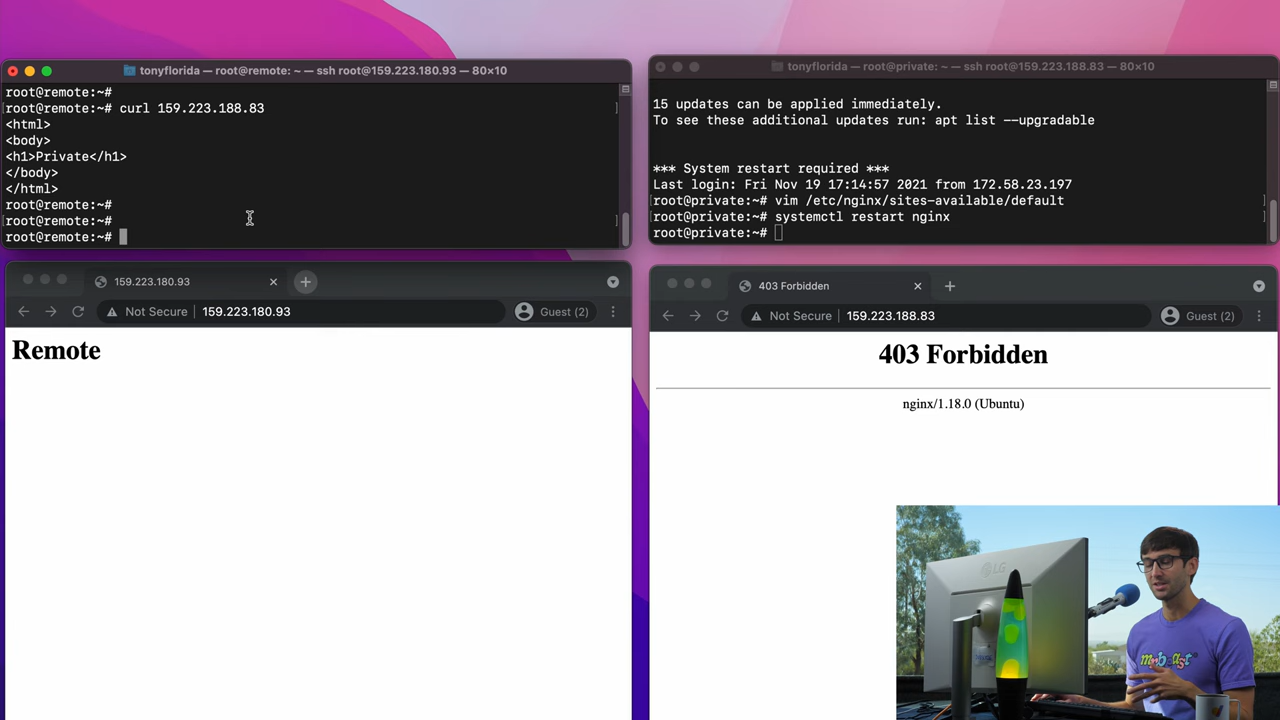 tonyflorida — root@remote: ~ — ssh root@159.223.180.93 — 80×10
root@remote:~#
root@remote:~# curl 159.223.188.83
<html>
<body>
<h1>Private</h1>
</body>
</html>
root@remote:~#
root@remote:~#
root@remote:~#
tonyflorida — root@private: ~ — ssh root@159.223.188.83 — 80×10
15 updates can be applied immediately.
To see these additional updates run: apt list --upgradable
*** System restart required ***
Last login: Fri Nov 19 17:14:57 2021 from 172.58.23.197
[root@private:~# vim /etc/nginx/sites-available/default ]
[root@private:~# systemctl restart nginx ]
root@private:~#
159.223.180.93
Not Secure 159.223.180.93 Guest (2)
Remote
403 Forbidden
Not Secure 159.223.188.83 Guest (2)
403 Forbidden
nginx/1.18.0 (Ubuntu)
LG